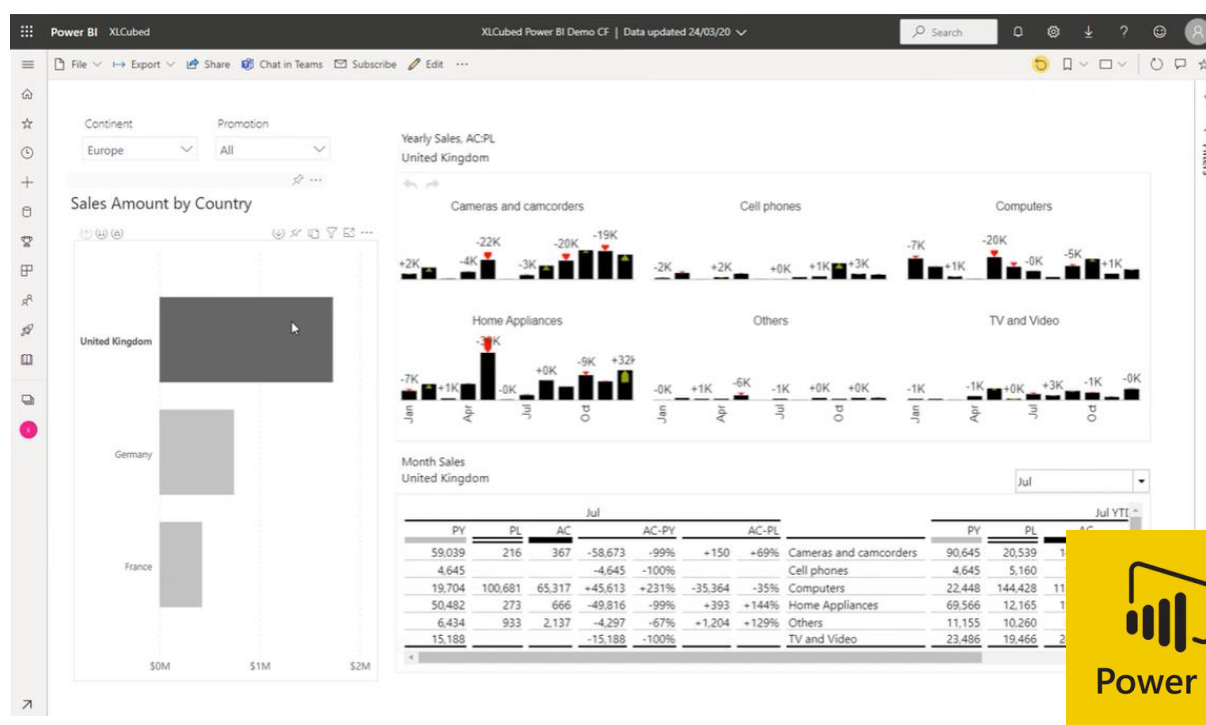 Power BI XLCubed XLCubed Power BI Demo CF | Data updated 24/03/20 Search
File Export Share Chat in Teams Subscribe Edit ...
Continent Promotion
Europe All
Sales Amount by Country
United Kingdom
Germany
France
$0M $1M $2M
Yearly Sales, AC:PL
United Kingdom
Cameras and camcorders Cell phones Computers
+2K -4K -22K -3K -20K -19K -2K +2K +0K +1K +3K -7K +1K -20K -0K -5K +1K
Home Appliances Others TV and Video
-7K +1K -0K +0K -9K -0K +1K -6K -1K +0K +0K -1K -1K +0K +3K -1K -0K
Jan Apr Jul Oct Jan Apr Jul Oct Jan Apr Jul Oct
Month Sales
United Kingdom
Jul
Jul Jul YTD
PY PL AC AC-PY AC-PL PY PL AC
59,039 216 367 -58,673 -99% +150 +69% Cameras and camcorders 90,645 20,539
4,645 -4,645 -100% Cell phones 4,645 5,160
19,704 100,681 65,317 +45,613 +231% -35,364 -35% Computers 22,448 144,428
50,482 273 666 -49,816 -99% +393 +144% Home Appliances 69,566 12,165
6,434 933 2,137 -4,297 -67% +1,204 +129% Others 11,155 10,260
15,188 -15,188 -100% TV and Video 23,486 19,466
Power